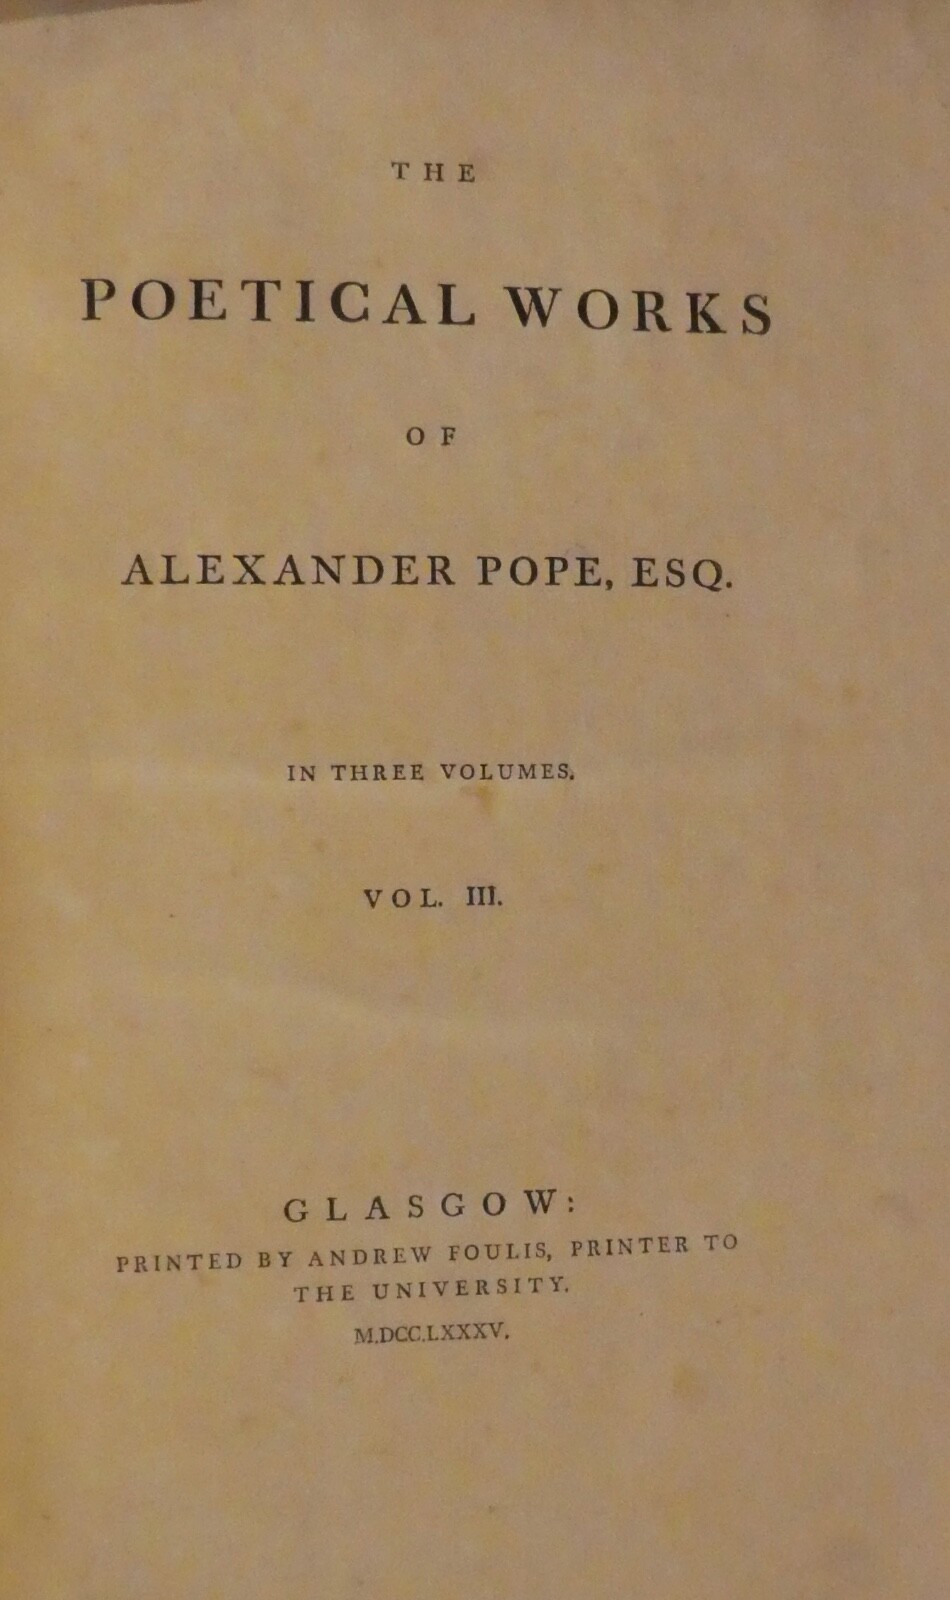 THE
POETICAL WORKS
OF
ALEXANDER POPE, ESQ.
IN THREE VOLUMES.
VOL. III.
GLASGOW:
PRINTED BY ANDREW FOULIS, PRINTER TO
THE UNIVERSITY.
M.DCC.LXXXV.